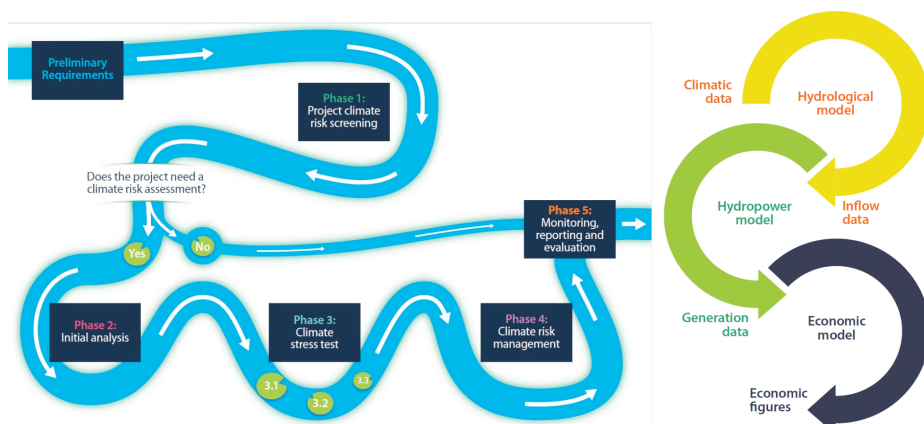 Preliminary
Requirements
Phase 1:
Project climate
risk screening
Does the project need a
climate risk assessment?
Yes
No
Phase 5:
Monitoring,
reporting and
evaluation
Phase 2:
Initial analysis
Phase 3:
Climate
stress test
3.1
3.2
3.3
Phase 4:
Climate risk
management
Climatic
data
Hydrological
model
Inflow
data
Hydropower
model
Generation
data
Economic
model
Economic
figures